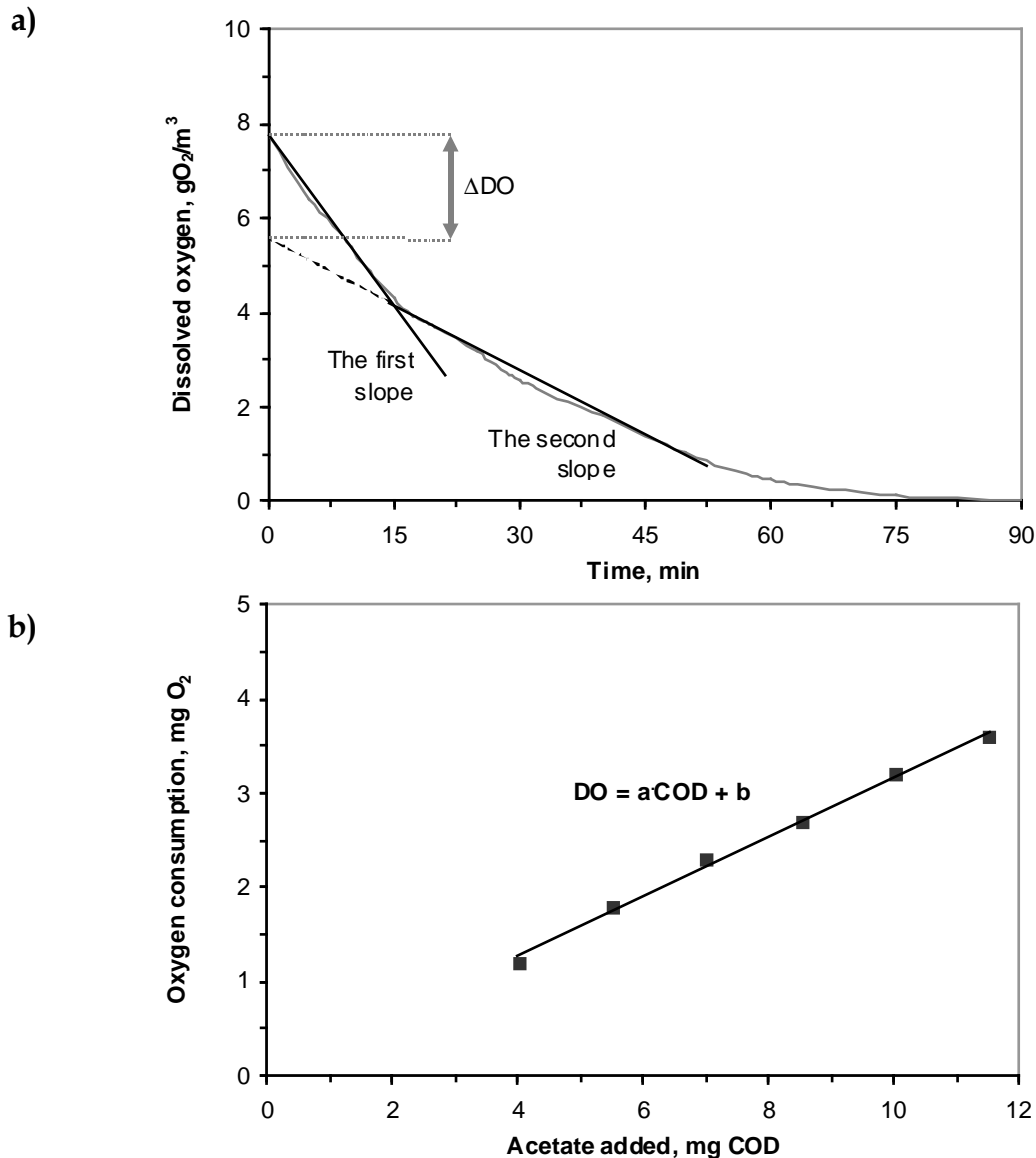 a)
10
8
6
4
2
0
Dissolved oxygen, gO₂/m³
ΔDO
The first
slope
The second
slope
0 15 30 45 60 75 90
Time, min
b)
5
4
3
2
1
0
Oxygen consumption, mg O₂
DO = a·COD + b
0 2 4 6 8 10 12
Acetate added, mg COD